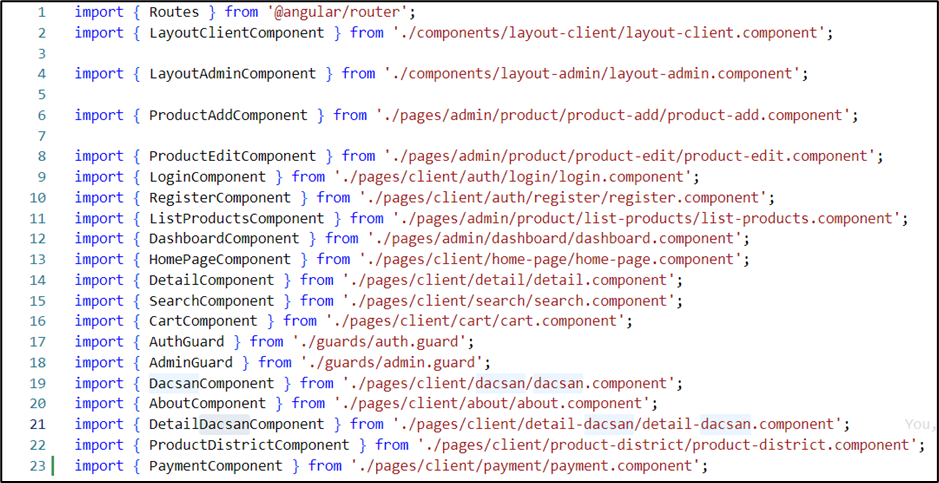 1 import { Routes } from '@angular/router';
2 import { LayoutClientComponent } from './components/layout-client/layout-client.component';
3
4 import { LayoutAdminComponent } from './components/layout-admin/layout-admin.component';
5
6 import { ProductAddComponent } from './pages/admin/product/product-add/product-add.component';
7
8 import { ProductEditComponent } from './pages/admin/product/product-edit/product-edit.component';
9 import { LoginComponent } from './pages/client/auth/login/login.component';
10 import { RegisterComponent } from './pages/client/auth/register/register.component';
11 import { ListProductsComponent } from './pages/admin/product/list-products/list-products.component';
12 import { DashboardComponent } from './pages/admin/dashboard/dashboard.component';
13 import { HomePageComponent } from './pages/client/home-page/home-page.component';
14 import { DetailComponent } from './pages/client/detail/detail.component';
15 import { SearchComponent } from './pages/client/search/search.component';
16 import { CartComponent } from './pages/client/cart/cart.component';
17 import { AuthGuard } from './guards/auth.guard';
18 import { AdminGuard } from './guards/admin.guard';
19 import { DacsanComponent } from './pages/client/dacsan/dacsan.component';
20 import { AboutComponent } from './pages/client/about/about.component';
21 import { DetailDacsanComponent } from './pages/client/detail-dacsan/detail-dacsan.component'; You,
22 import { ProductDistrictComponent } from './pages/client/product-district/product-district.component';
23 import { PaymentComponent } from './pages/client/payment/payment.component';